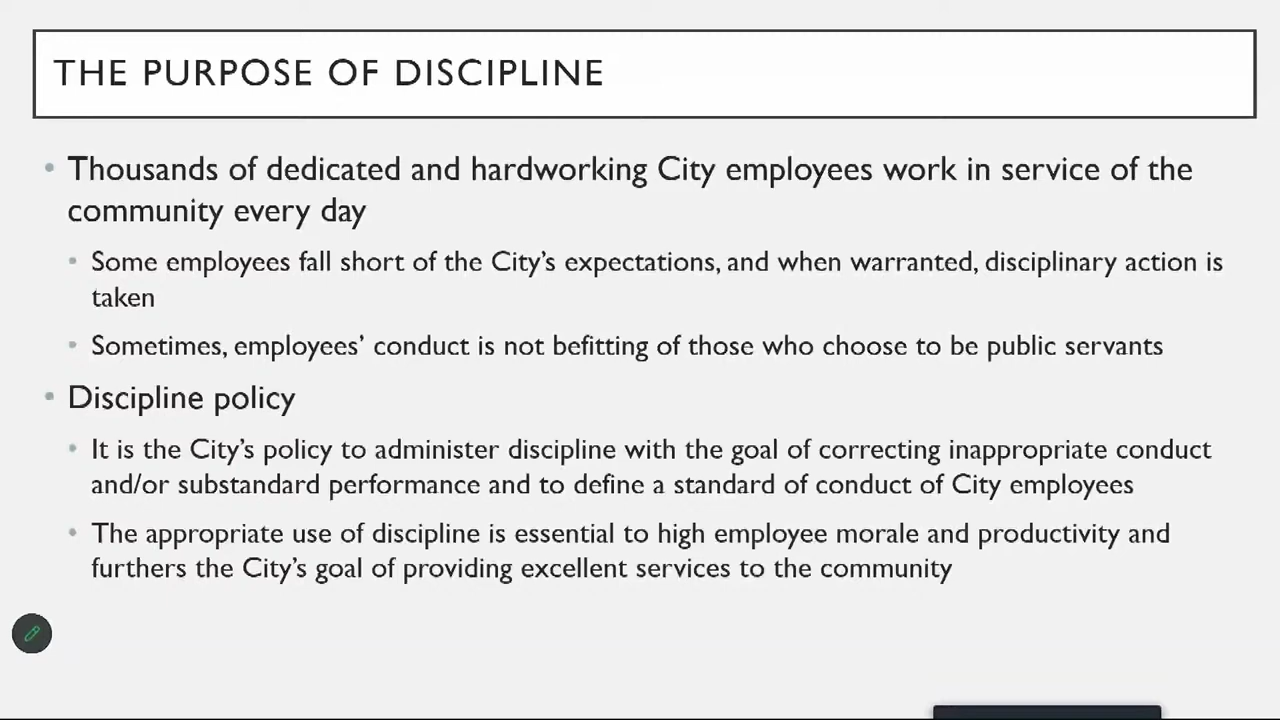 THE PURPOSE OF DISCIPLINE
• Thousands of dedicated and hardworking City employees work in service of the
community every day
• Some employees fall short of the City's expectations, and when warranted, disciplinary action is
taken
• Sometimes, employees' conduct is not befitting of those who choose to be public servants
• Discipline policy
• It is the City's policy to administer discipline with the goal of correcting inappropriate conduct
and/or substandard performance and to define a standard of conduct of City employees
• The appropriate use of discipline is essential to high employee morale and productivity and
furthers the City's goal of providing excellent services to the community